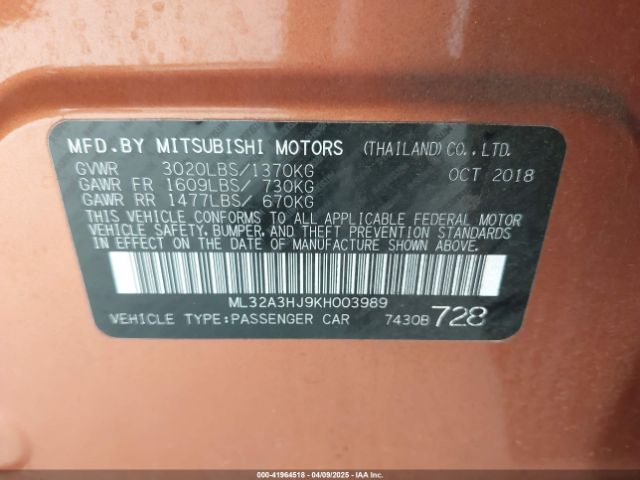 MFD.BY MITSUBISHI MOTORS (THAILAND) CO., LTD.
GVWR 3020LBS/1370KG OCT 2018
GAWR FR 1609LBS/ 730KG
GAWR RR 1477LBS/ 670KG
THIS VEHICLE CONFORMS TO ALL APPLICABLE FEDERAL MOTOR
VEHICLE SAFETY, BUMPER, AND THEFT PREVENTION STANDARDS
IN EFFECT ON THE DATE OF MANUFACTURE SHOWN ABOVE.
ML32A3HJ9KH003989
VEHICLE TYPE:PASSENGER CAR 7430B 728
000-41964518 - 04/09/2025 - IAAI.com